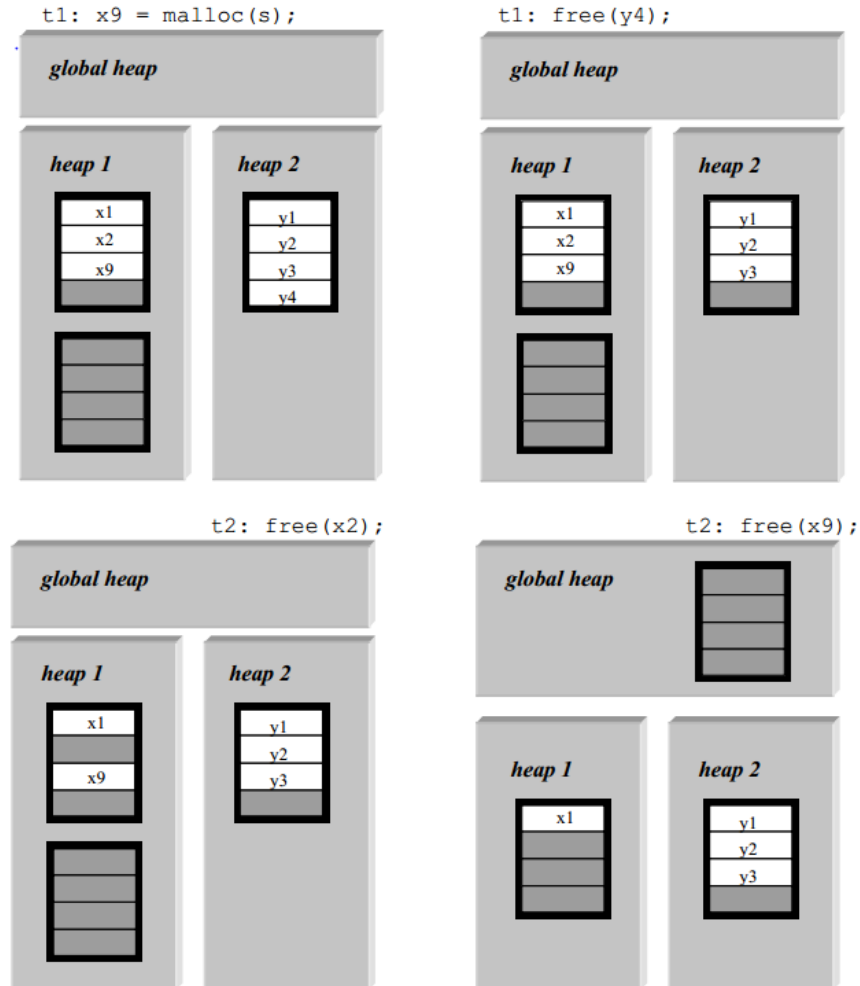 t1: x9 = malloc(s);
global heap
heap 1
heap 2
x1
x2
x9
y1
y2
y3
y4
t1: free(y4);
global heap
heap 1
heap 2
x1
x2
x9
y1
y2
y3
t2: free(x2);
global heap
heap 1
heap 2
x1
x9
y1
y2
y3
t2: free(x9);
global heap
heap 1
heap 2
x1
y1
y2
y3